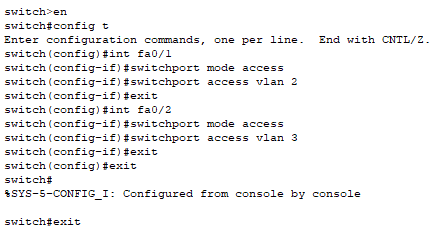 switch>en
switch#config t
Enter configuration commands, one per line.  End with CNTL/Z.
switch(config)#int fa0/1
switch(config-if)#switchport mode access
switch(config-if)#switchport access vlan 2
switch(config-if)#exit
switch(config)#int fa0/2
switch(config-if)#switchport mode access
switch(config-if)#switchport access vlan 3
switch(config-if)#exit
switch(config)#exit
switch#
%SYS-5-CONFIG_I: Configured from console by console
switch#exit